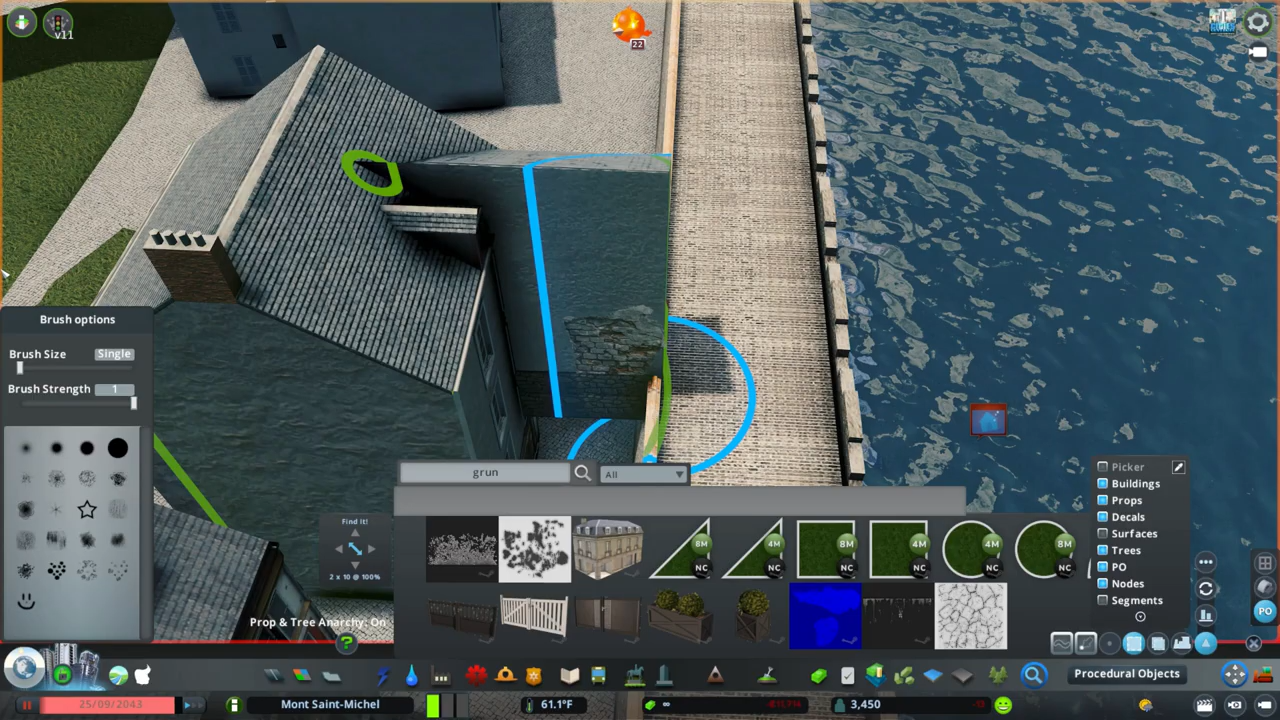 v11
22
Brush options
Brush Size Single
Brush Strength 1
grun
All
Find it!
2 x 10 @ 100%
8M
4M
8M
4M
4M
8M
NC
NC
NC
NC
NC
NC
Picker
Buildings
Props
Decals
Surfaces
Trees
PO
Nodes
Segments
PO
Prop & Tree Anarchy: On
?
Procedural Objects
25/09/2043
Mont Saint-Michel
61.1°F
∞
3,450